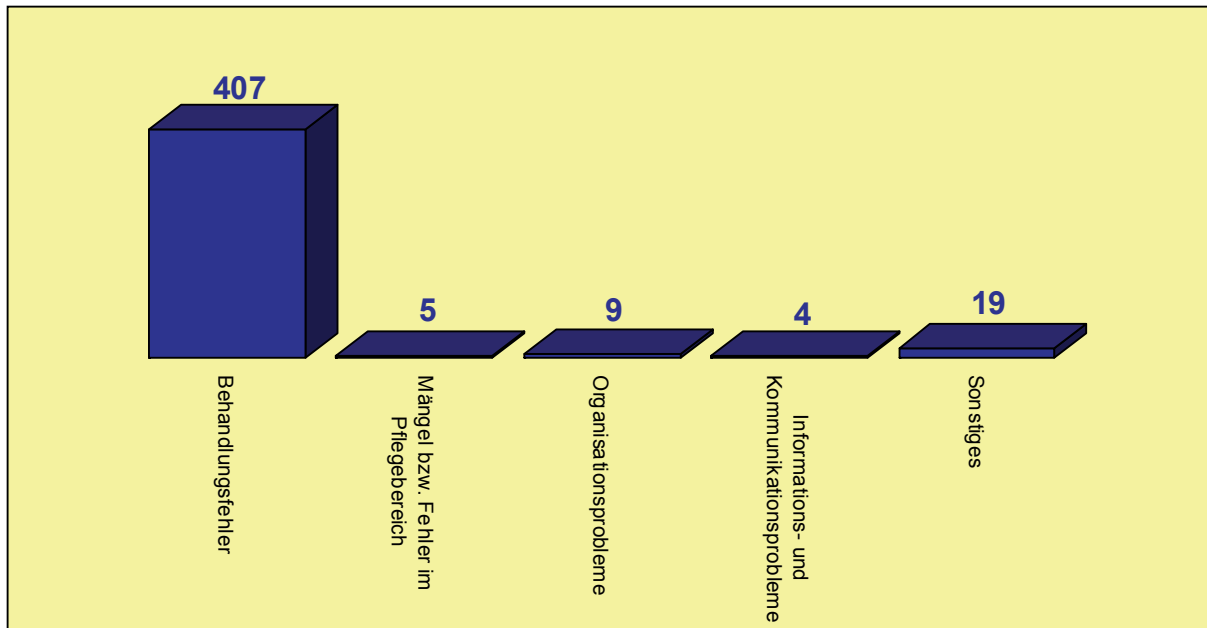 407
5
9
4
19
Behandlungsfehler
Mängel bzw. Fehler im
Pflegebereich
Organisationsprobleme
Informations- und
Kommunikationsprobleme
Sonstiges